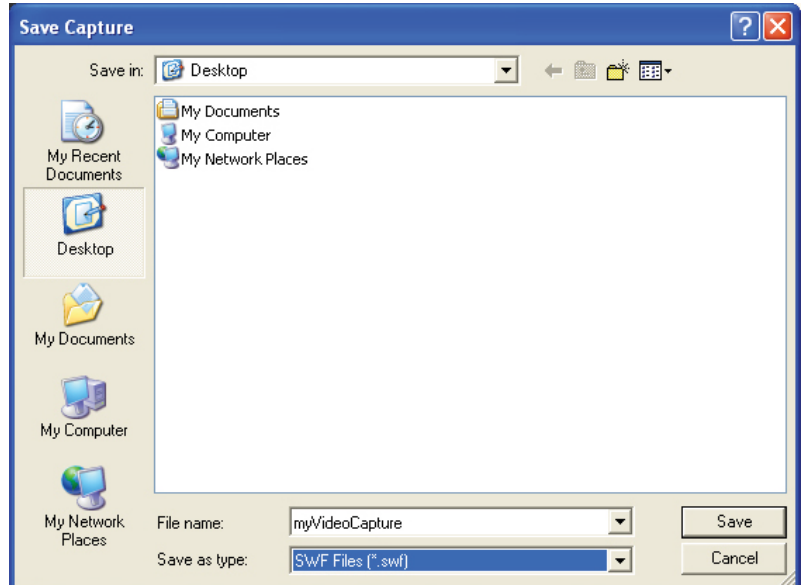 Save Capture
Save in: Desktop
My Recent
Documents
Desktop
My Documents
My Computer
My Network
Places
My Documents
My Computer
My Network Places
File name: myVideoCapture Save
Save as type: SWF Files (*.swf) Cancel